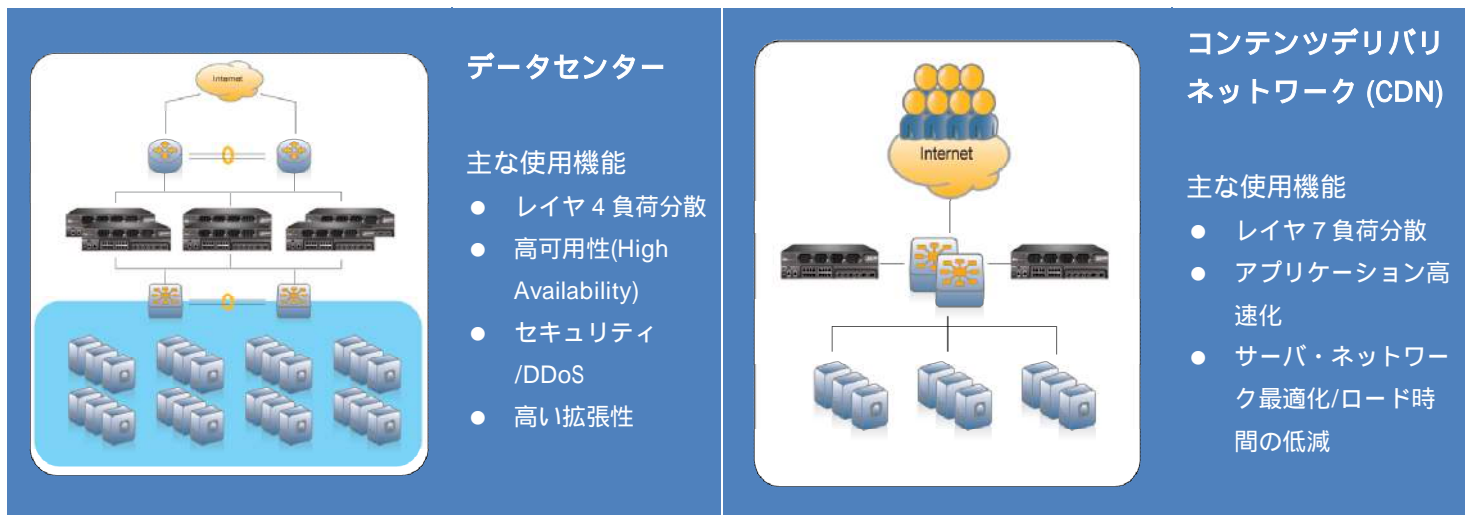 Internet
データセンター
主な使用機能
● レイヤ 4 負荷分散
● 高可用性(High
Availability)
● セキュリティ
/DDoS
● 高い拡張性
Internet
コンテンツデリバリ
ネットワーク (CDN)
主な使用機能
● レイヤ 7 負荷分散
● アプリケーション高
速化
● サーバ・ネットワー
ク最適化/ロード時
間の低減